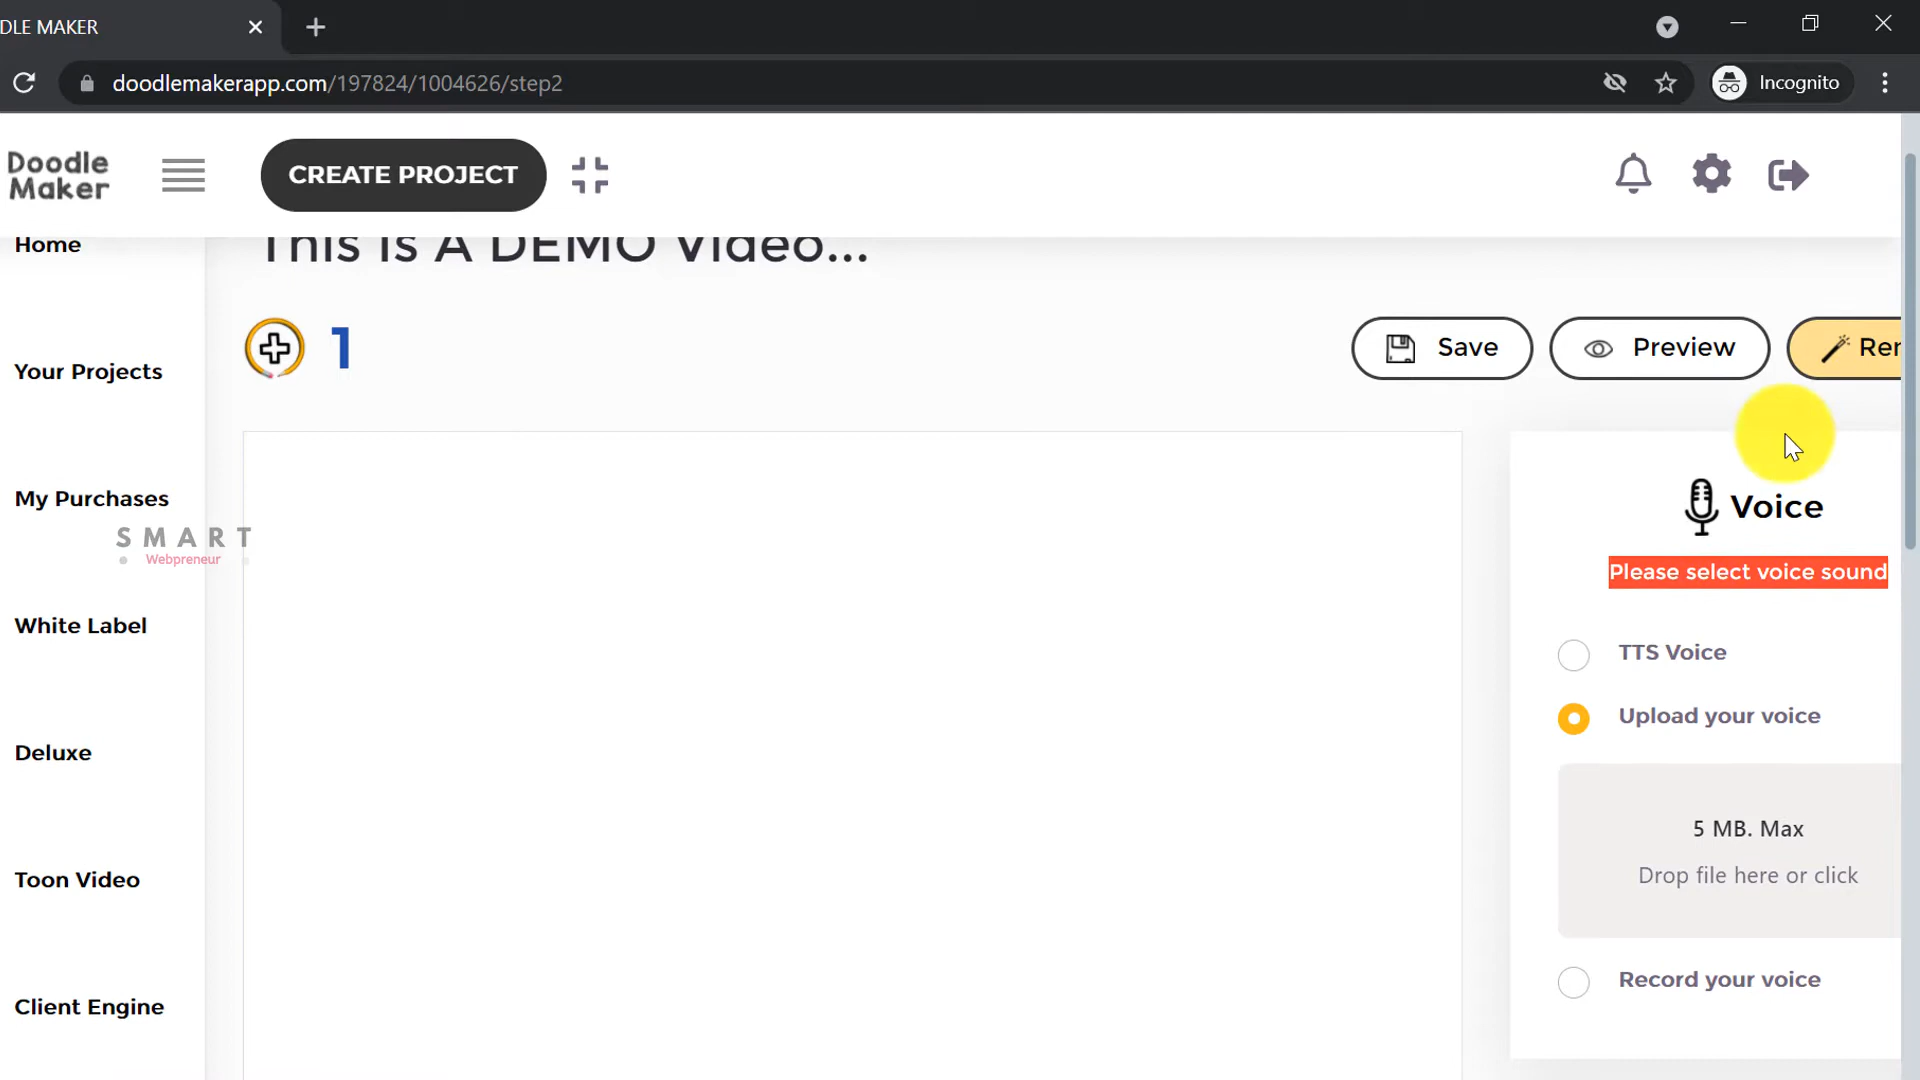 DLE MAKER
doodlemakerapp.com/197824/1004626/step2
Incognito
Doodle
Maker
CREATE PROJECT
Home
This Is A DEMO Video...
1
Save
Preview
Ren
Your Projects
My Purchases
SMART
Webpreneur
White Label
Deluxe
Toon Video
Client Engine
Voice
Please select voice sound
TTS Voice
Upload your voice
5 MB. Max
Drop file here or click
Record your voice